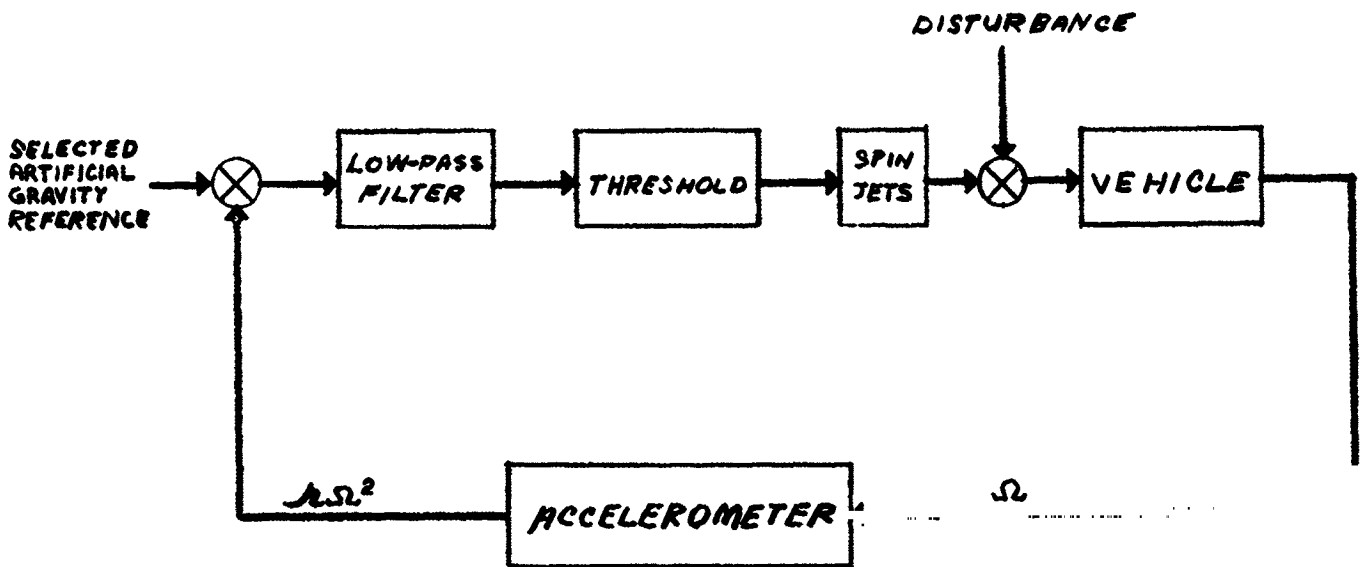 DISTURBANCE
SELECTED
ARTIFICIAL
GRAVITY
REFERENCE
LOW-PASS
FILTER
THRESHOLD
SPIN
JETS
VEHICLE
rΩ²
ACCELEROMETER
Ω